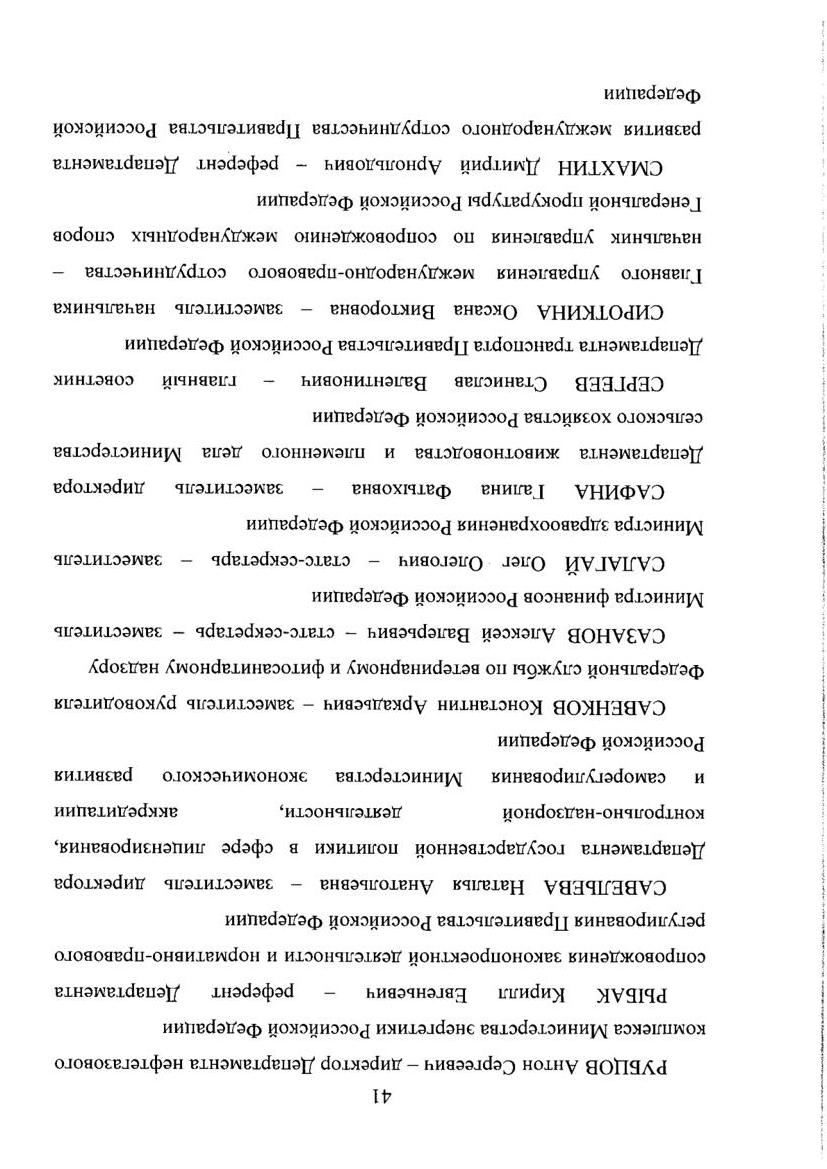 41
РУБЦОВ Антон Сергеевич – директор Департамента нефтегазового
комплекса Министерства энергетики Российской Федерации
РЫБАК Кирилл Евгеньевич – референт Департамента
сопровождения законопроектной деятельности и нормативно-правового
регулирования Правительства Российской Федерации
САВЕЛЬЕВА Наталья Анатольевна – заместитель директора
Департамента государственной политики в сфере лицензирования,
контрольно-надзорной деятельности, аккредитации
и саморегулирования Министерства экономического развития
Российской Федерации
САВЕНКОВ Константин Аркадьевич – заместитель руководителя
Федеральной службы по ветеринарному и фитосанитарному надзору
САЗАНОВ Алексей Валерьевич – статс-секретарь – заместитель
Министра финансов Российской Федерации
САЛАГАЙ Олег Олегович – статс-секретарь – заместитель
Министра здравоохранения Российской Федерации
САФИНА Галина Фатыховна – заместитель директора
Департамента животноводства и племенного дела Министерства
сельского хозяйства Российской Федерации
СЕРГЕЕВ Станислав Валентинович – главный советник
Департамента транспорта Правительства Российской Федерации
СИРОТКИНА Оксана Викторовна – заместитель начальника
Главного управления международно-правового сотрудничества –
начальник управления по сопровождению международных споров
Генеральной прокуратуры Российской Федерации
СМАХТИН Дмитрий Арнольдович – референт Департамента
развития международного сотрудничества Правительства Российской
Федерации